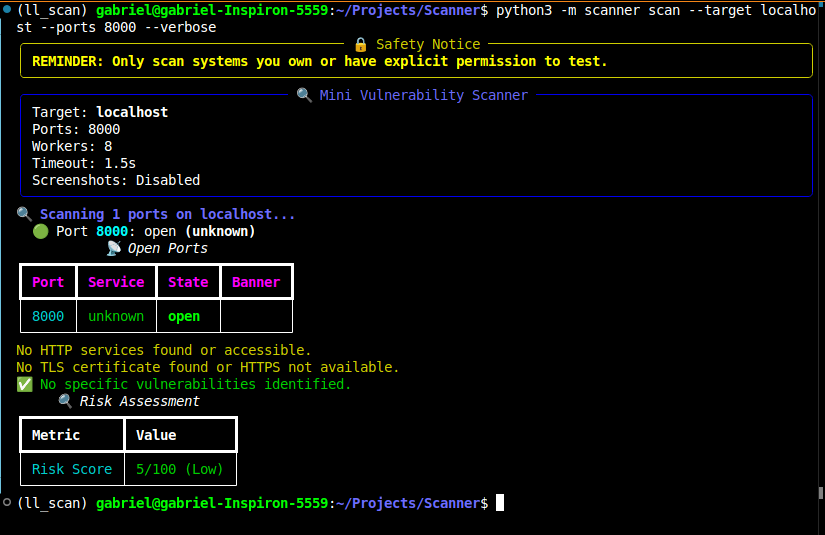 (ll_scan) gabriel@gabriel-Inspiron-5559:~/Projects/Scanner$ python3 -m scanner scan --target localho
st --ports 8000 --verbose
🔒 Safety Notice
REMINDER: Only scan systems you own or have explicit permission to test.
🔍 Mini Vulnerability Scanner
Target: localhost
Ports: 8000
Workers: 8
Timeout: 1.5s
Screenshots: Disabled
🔍 Scanning 1 ports on localhost...
🟢 Port 8000: open (unknown)
📡 Open Ports
Port Service State Banner
8000 unknown open
No HTTP services found or accessible.
No TLS certificate found or HTTPS not available.
✅ No specific vulnerabilities identified.
🔍 Risk Assessment
Metric Value
Risk Score 5/100 (Low)
(ll_scan) gabriel@gabriel-Inspiron-5559:~/Projects/Scanner$